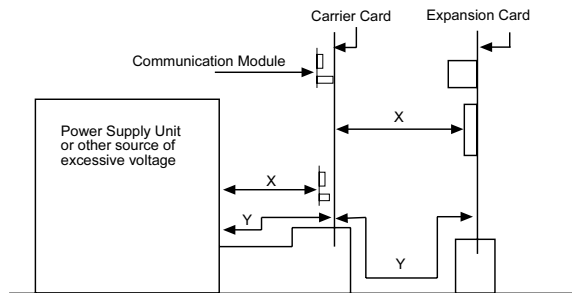 Carrier Card
Expansion Card
Communication Module
Power Supply Unit
or other source of
excessive voltage
X
X
Y
Y